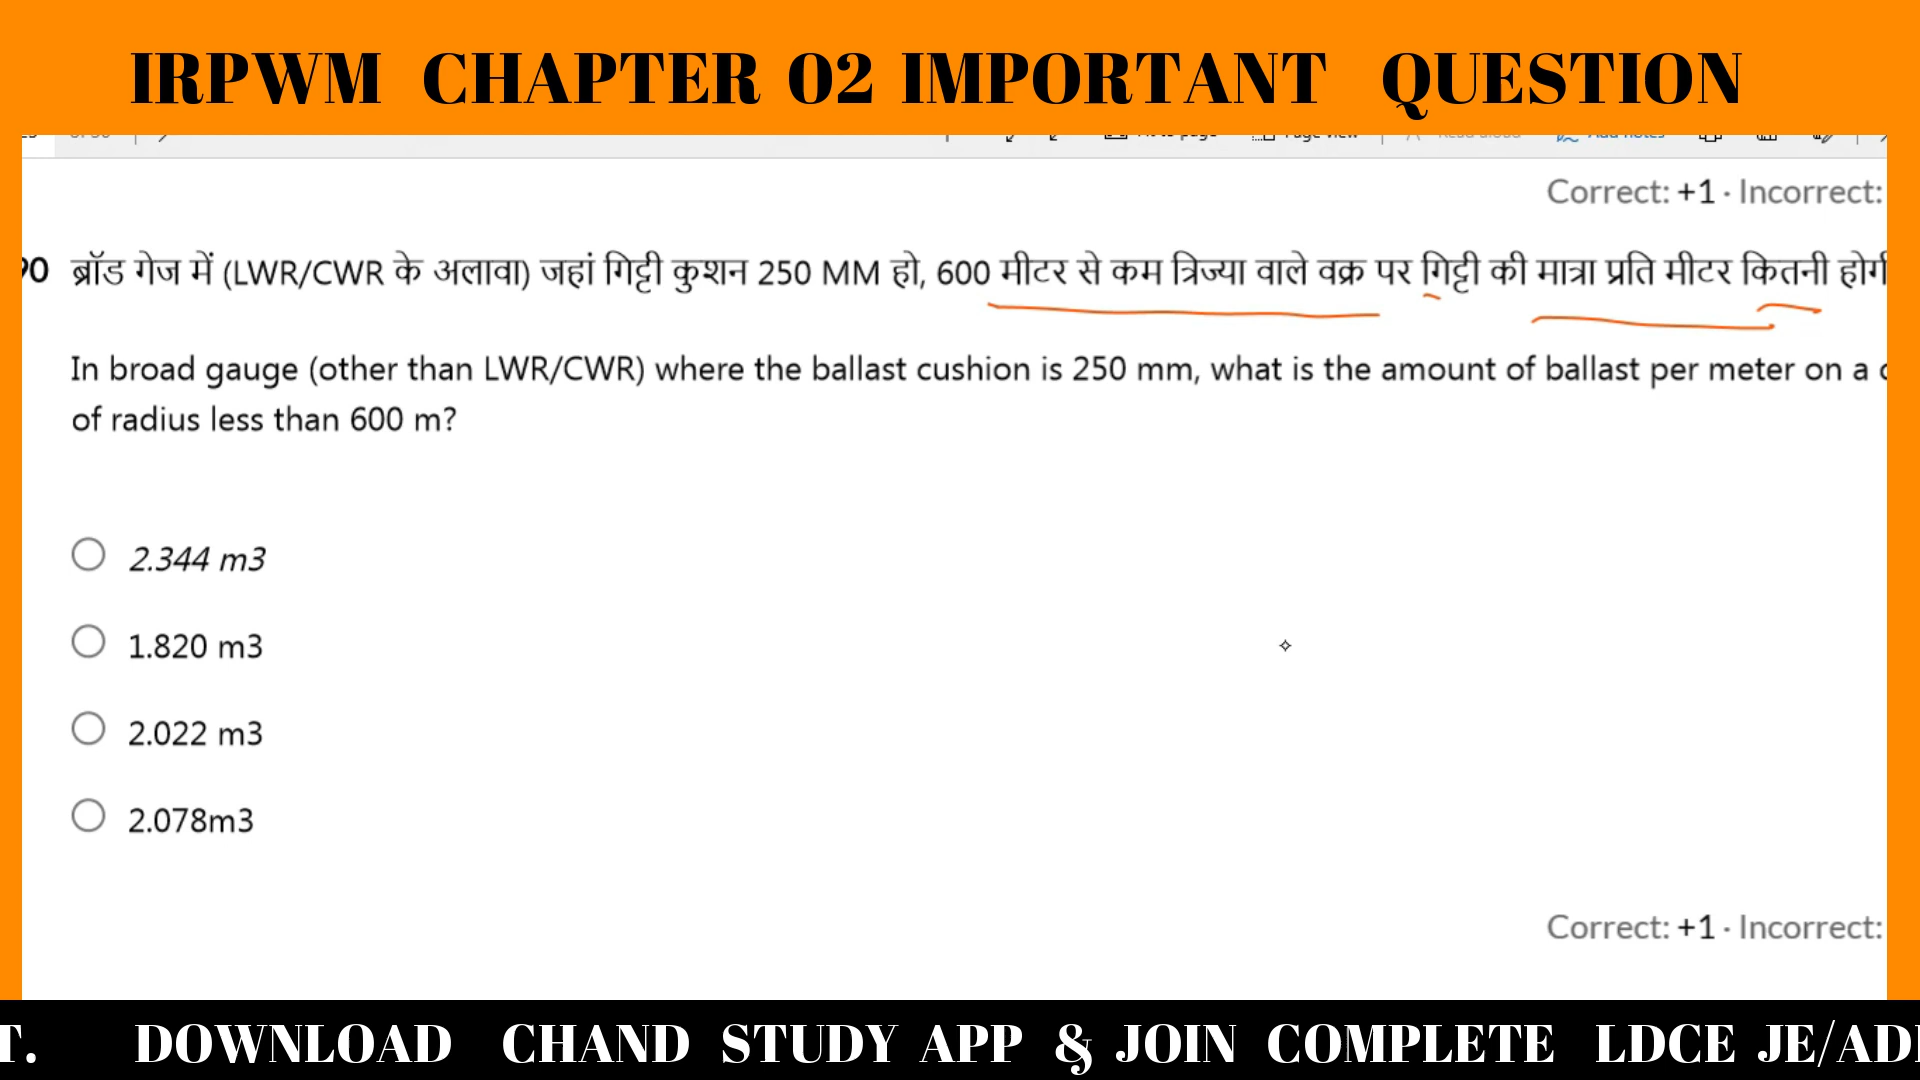 IRPWM CHAPTER 02 IMPORTANT QUESTION
Correct: +1 · Incorrect:
90 ब्रॉड गेज में (LWR/CWR के अलावा) जहां गिट्टी कुशन 250 MM हो, 600 मीटर से कम त्रिज्या वाले वक्र पर गिट्टी की मात्रा प्रति मीटर कितनी होगी
In broad gauge (other than LWR/CWR) where the ballast cushion is 250 mm, what is the amount of ballast per meter on a
of radius less than 600 m?
2.344 m3
1.820 m3
2.022 m3
2.078m3
Correct: +1 · Incorrect:
T. DOWNLOAD CHAND STUDY APP & JOIN COMPLETE LDCE JE/AD